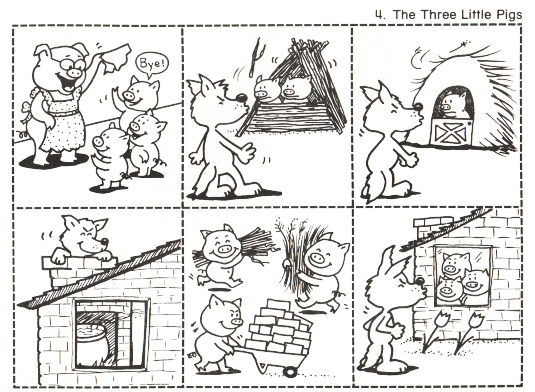 4. The Three Little Pigs
Bye!